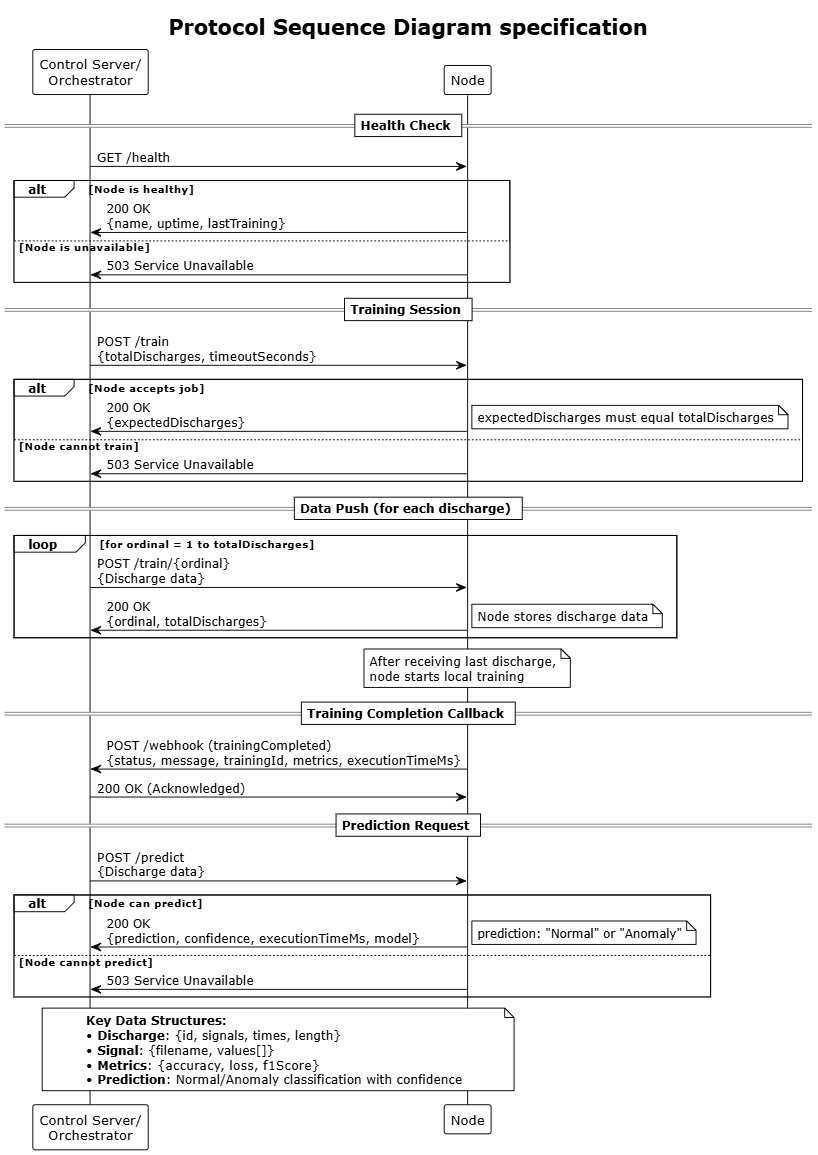 Protocol Sequence Diagram specification
Control Server/
Orchestrator
Node
Health Check
GET /health
alt [Node is healthy]
200 OK
{name, uptime, lastTraining}
[Node is unavailable]
503 Service Unavailable
Training Session
POST /train
{totalDischarges, timeoutSeconds}
alt [Node accepts job]
200 OK
{expectedDischarges}
expectedDischarges must equal totalDischarges
[Node cannot train]
503 Service Unavailable
Data Push (for each discharge)
loop [for ordinal = 1 to totalDischarges]
POST /train/{ordinal}
{Discharge data}
200 OK
{ordinal, totalDischarges}
Node stores discharge data
After receiving last discharge,
node starts local training
Training Completion Callback
POST /webhook (trainingCompleted)
{status, message, trainingId, metrics, executionTimeMs}
200 OK (Acknowledged)
Prediction Request
POST /predict
{Discharge data}
alt [Node can predict]
200 OK
{prediction, confidence, executionTimeMs, model}
prediction: "Normal" or "Anomaly"
[Node cannot predict]
503 Service Unavailable
Key Data Structures:
• Discharge: {id, signals, times, length}
• Signal: {filename, values[]}
• Metrics: {accuracy, loss, f1Score}
• Prediction: Normal/Anomaly classification with confidence
Control Server/
Orchestrator
Node